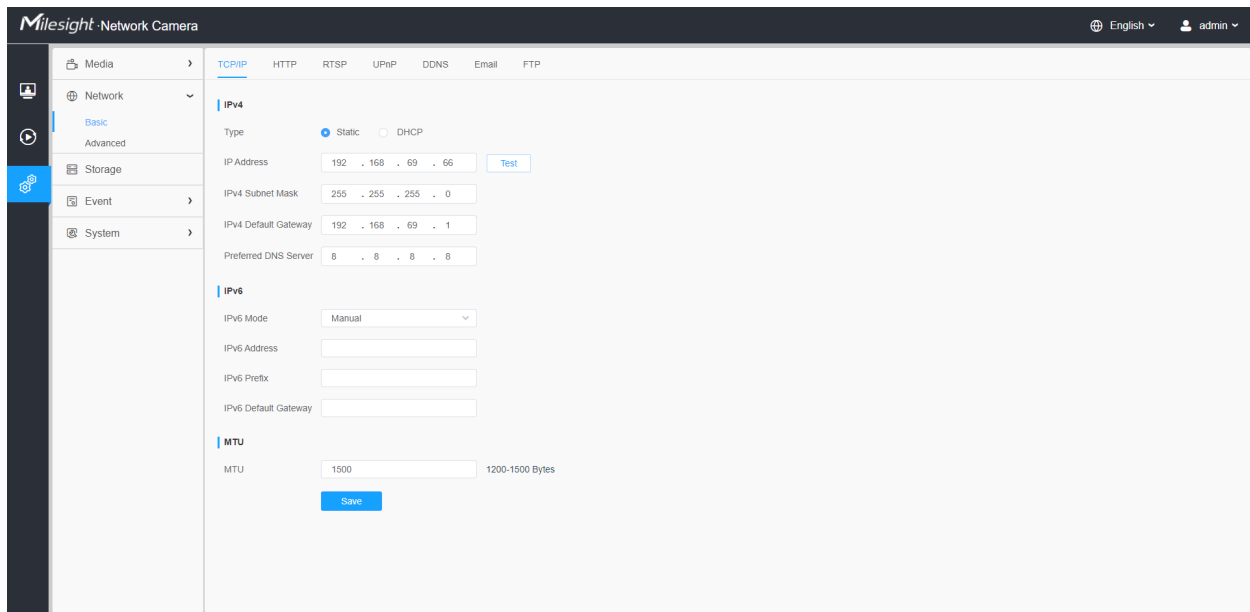 Milesight · Network Camera
English
admin
Media
Network
Basic
Advanced
Storage
Event
System
TCP/IP HTTP RTSP UPnP DDNS Email FTP
IPv4
Type Static DHCP
IP Address 192 . 168 . 69 . 66 Test
IPv4 Subnet Mask 255 . 255 . 255 . 0
IPv4 Default Gateway 192 . 168 . 69 . 1
Preferred DNS Server 8 . 8 . 8 . 8
IPv6
IPv6 Mode Manual
IPv6 Address
IPv6 Prefix
IPv6 Default Gateway
MTU
MTU 1500 1200-1500 Bytes
Save